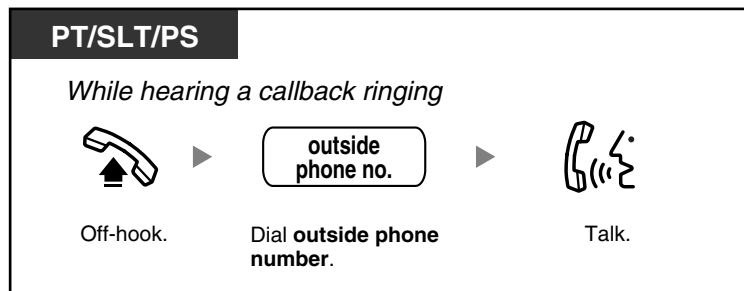 PT/SLT/PS
While hearing a callback ringing
outside
phone no.
Off-hook.
Dial outside phone
number.
Talk.